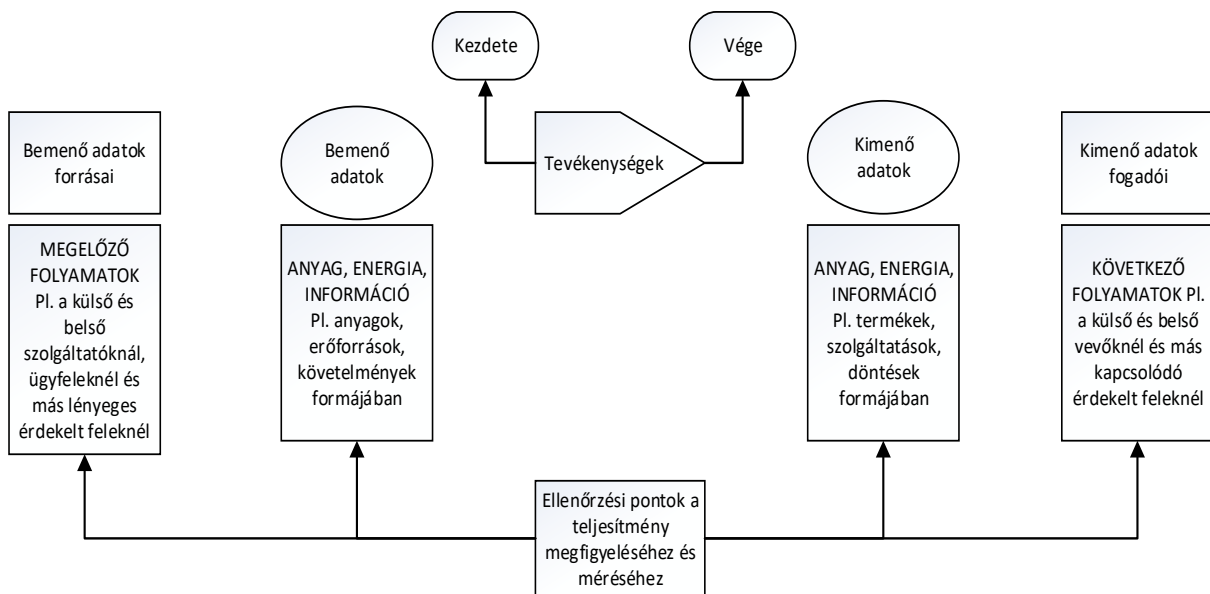 Kezdete
Vége
Bemenő adatok
forrásai
Bemenő
adatok
Tevékenységek
Kimenő
adatok
Kimenő adatok
fogadói
MEGELŐZŐ
FOLYAMATOK
Pl. a külső és
belső
szolgáltatóknál,
ügyfeleknél és
más lényeges
érdekelt feleknél
ANYAG, ENERGIA,
INFORMÁCIÓ
Pl. anyagok,
erőforrások,
követelmények
formájában
ANYAG, ENERGIA,
INFORMÁCIÓ
Pl. termékek,
szolgáltatások,
döntések
formájában
KÖVETKEZŐ
FOLYAMATOK Pl.
a külső és belső
vevőknél és más
kapcsolódó
érdekelt feleknél
Ellenőrzési pontok a
teljesítmény
megfigyeléséhez és
méréséhez